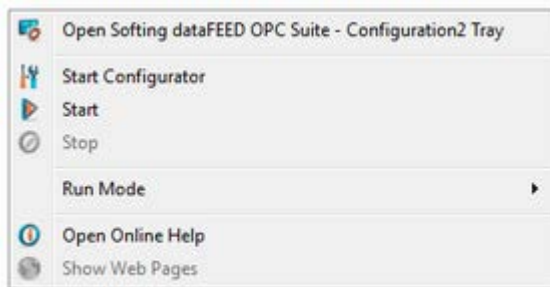 Open Softing dataFEED OPC Suite - Configuration2 Tray
Start Configurator
Start
Stop
Run Mode
Open Online Help
Show Web Pages